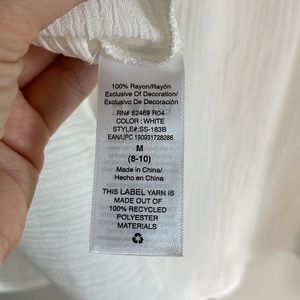 100% Rayon/Rayón
Exclusive Of Decoration/
Exclusivo De Decoración
RN# 52469 R04
COLOR : WHITE
STYLE#:SS-183B
EAN/UPC 190931728286
M
(8-10)
Made in China/
Hecho en China
THIS LABEL YARN IS
MADE OUT OF
100% RECYCLED
POLYESTER
MATERIALS